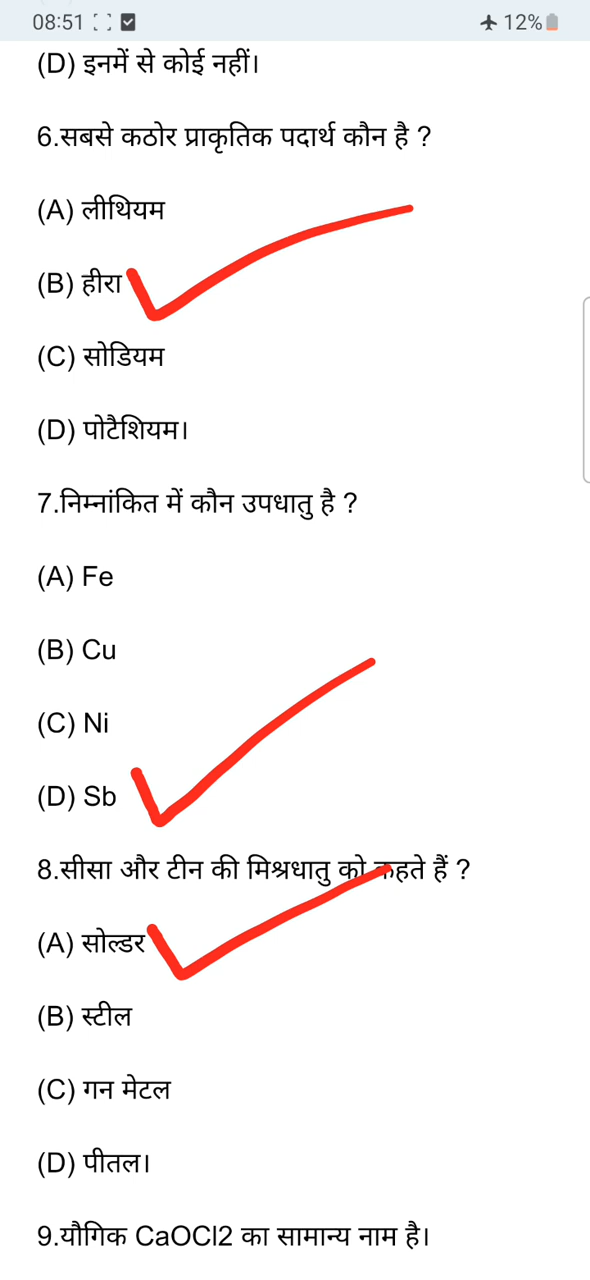 08:51 12%
(D) इनमें से कोई नहीं।
6.सबसे कठोर प्राकृतिक पदार्थ कौन है ?
(A) लीथियम
(B) हीरा
(C) सोडियम
(D) पोटैशियम।
7.निम्नांकित में कौन उपधातु है ?
(A) Fe
(B) Cu
(C) Ni
(D) Sb
8.सीसा और टीन की मिश्रधातु को कहते हैं ?
(A) सोल्डर
(B) स्टील
(C) गन मेटल
(D) पीतल।
9.यौगिक CaOCl2 का सामान्य नाम है।